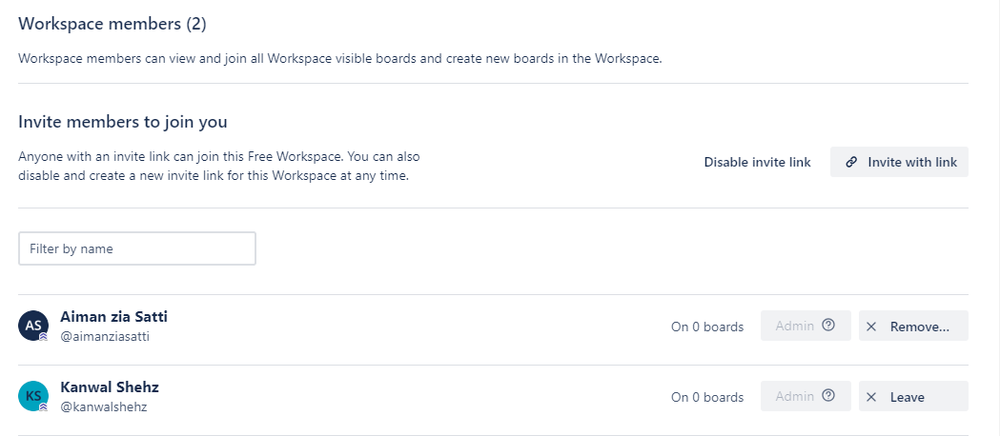 Workspace members (2)
Workspace members can view and join all Workspace visible boards and create new boards in the Workspace.
Invite members to join you
Anyone with an invite link can join this Free Workspace. You can also
disable and create a new invite link for this Workspace at any time.
Disable invite link
Invite with link
Filter by name
AS
Aiman zia Satti
@aimanziasatti
On 0 boards
Admin ?
Remove...
KS
Kanwal Shehz
@kanwalshehz
On 0 boards
Admin ?
Leave